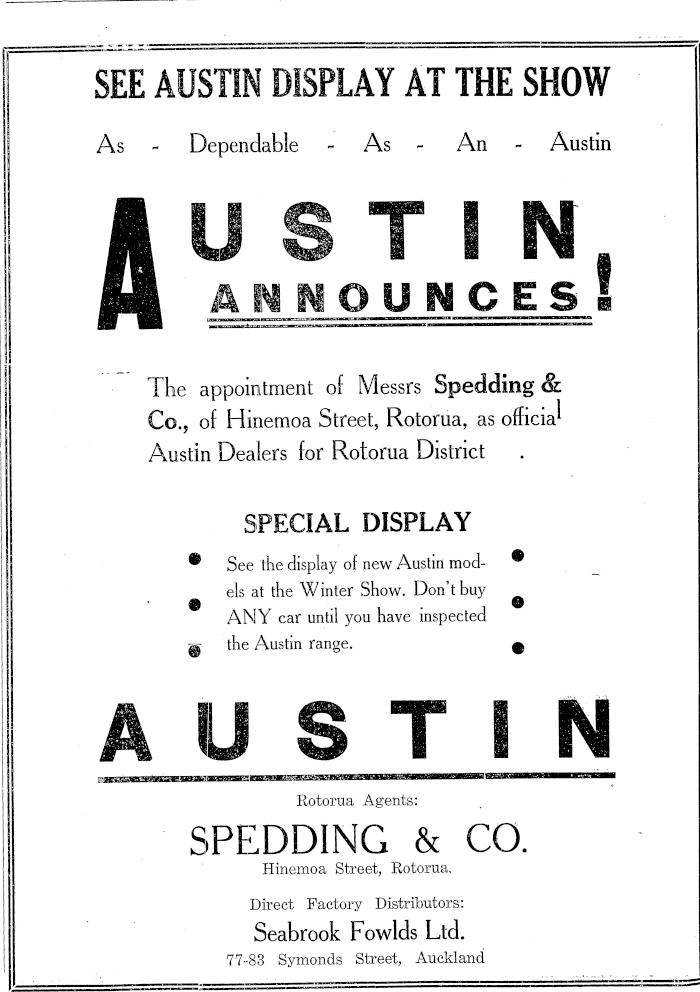 SEE AUSTIN DISPLAY AT THE SHOW
As - Dependable - As - An - Austin
AUSTIN
ANNOUNCES!
The appointment of Messrs Spedding &
Co., of Hinemoa Street, Rotorua, as official
Austin Dealers for Rotorua District .
SPECIAL DISPLAY
See the display of new Austin mod-
els at the Winter Show. Don't buy
ANY car until you have inspected
the Austin range.
AUSTIN
Rotorua Agents:
SPEDDING & CO.
Hinemoa Street, Rotorua.
Direct Factory Distributors:
Seabrook Fowlds Ltd.
77-83 Symonds Street, Auckland